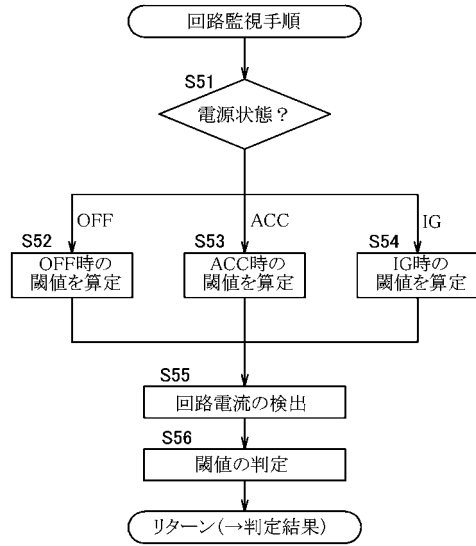 回路監視手順
S51
電源状態？
OFF
ACC
IG
S52
S53
S54
OFF時の
閾値を算定
ACC時の
閾値を算定
IG時の
閾値を算定
S55
回路電流の検出
S56
閾値の判定
リターン(→判定結果)